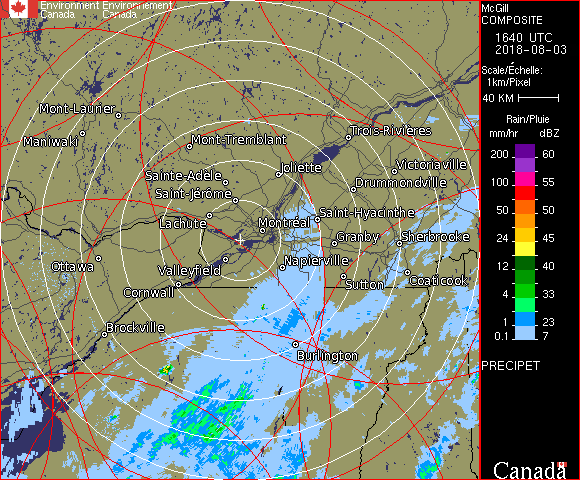 Environment Environnement
Canada Canada
McGill
COMPOSITE
1640 UTC
2018-08-03
Scale/Échelle:
1km/Pixel
40 KM
Rain/Pluie
mm/hr dBZ
200 60
100 55
50 50
24 45
12 40
4 33
1 23
0.1 7
PRECIPET
Canada
Mont-Laurier
Maniwaki
Mont-Tremblant
Trois-Rivières
Sainte-Adèle
Joliette
Victoriaville
Saint-Jérôme
Drummondville
Lachute
Montréal
Saint-Hyacinthe
Granby
Sherbrooke
Ottawa
Valleyfield
Napierville
Cornwall
Sutton
Coaticook
Brockville
Burlington